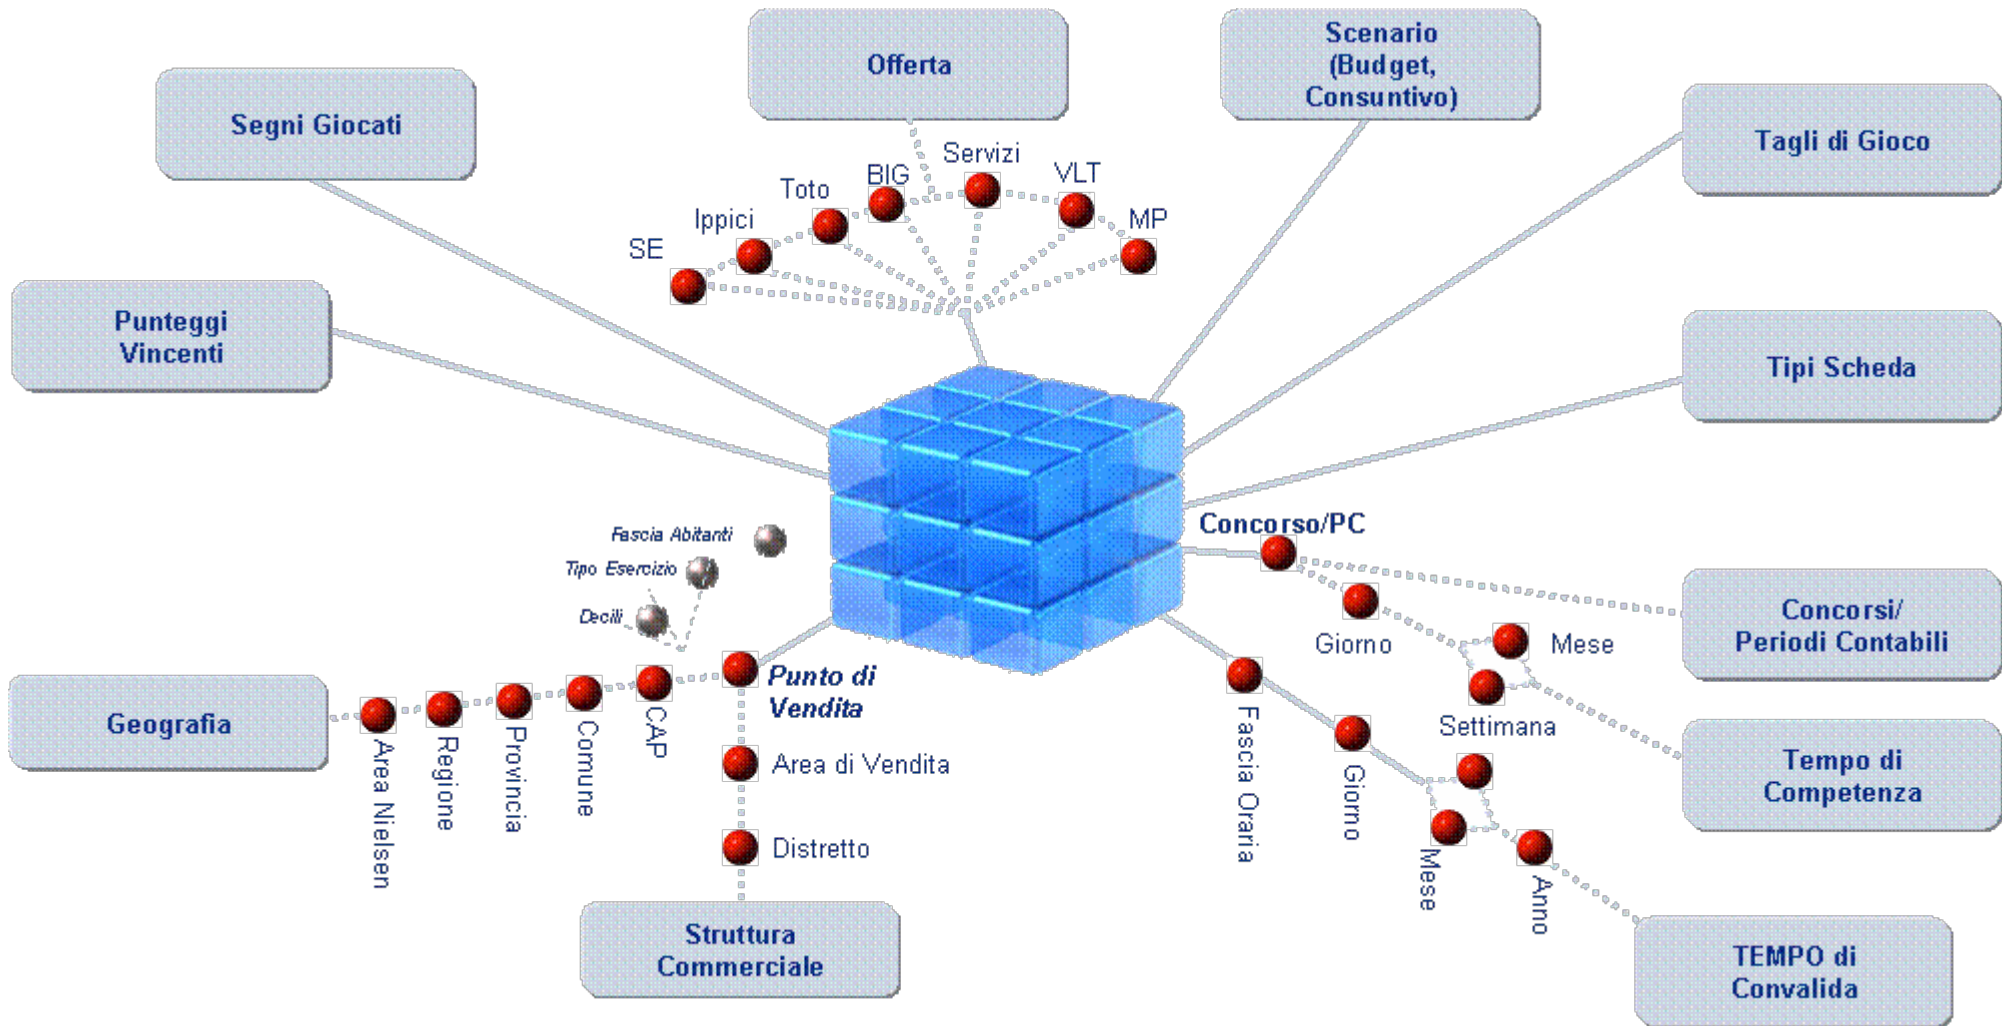 Offerta
Scenario
(Budget,
Consuntivo)
Segni Giocati
Tagli di Gioco
Servizi
BIG
VLT
Toto
Ippici
MP
SE
Punteggi
Vincenti
Tipi Scheda
Concorso/PC
Fascia Abitanti
Tipo Esercizio
Decili
Concorsi/
Periodi Contabili
Giorno
Mese
Settimana
Punto di
Vendita
Geografia
Area Nielsen
Regione
Provincia
Comune
CAP
Area di Vendita
Distretto
Fascia Oraria
Giorno
Mese
Anno
Tempo di
Competenza
Struttura
Commerciale
TEMPO di
Convalida